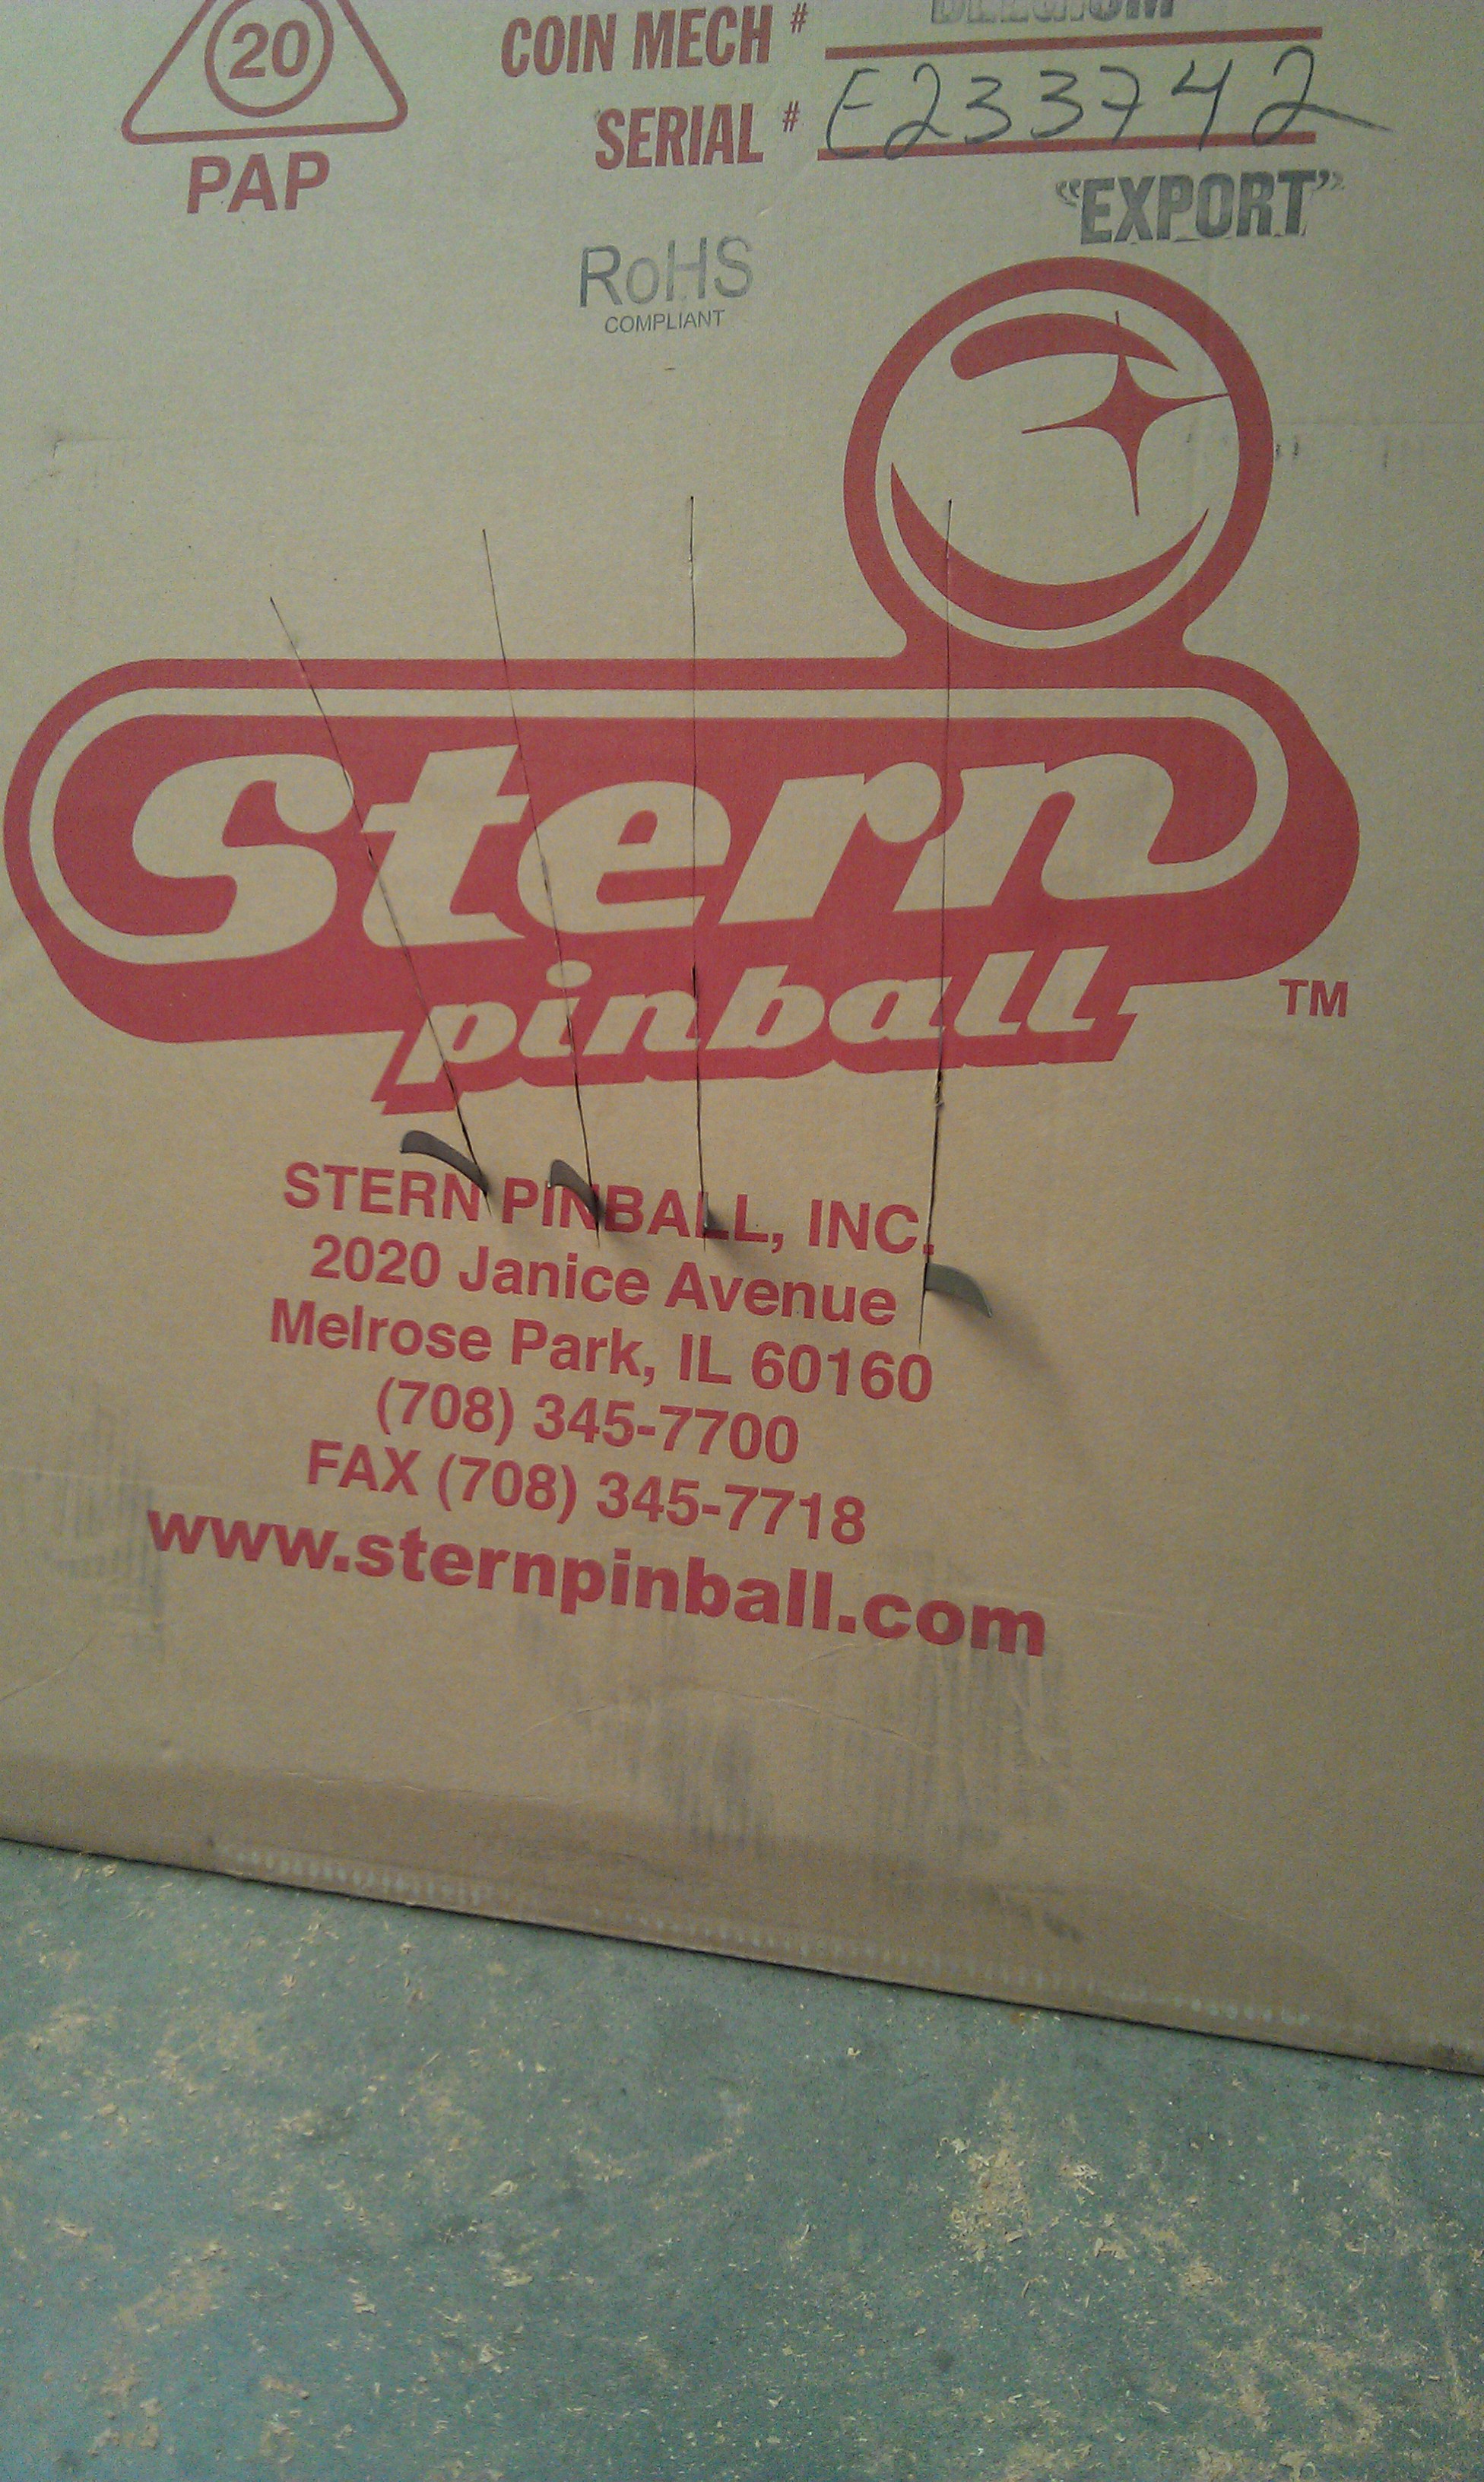 20
PAP
COIN MECH # BELGIUM
SERIAL # E233742
"EXPORT"
RoHS
COMPLIANT
Stern
pinball
TM
STERN PINBALL, INC.
2020 Janice Avenue
Melrose Park, IL 60160
(708) 345-7700
FAX (708) 345-7718
www.sternpinball.com